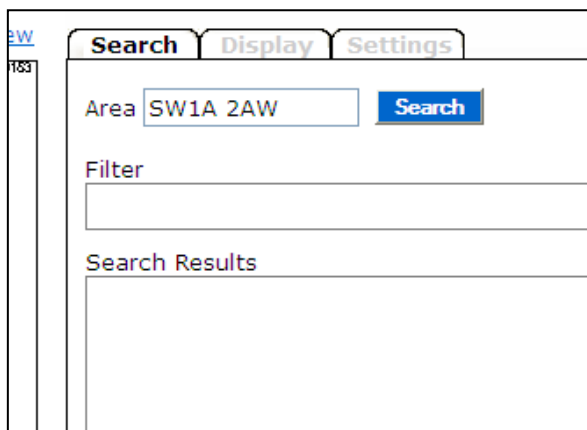 ew
Search Display Settings
Area SW1A 2AW Search
Filter
Search Results